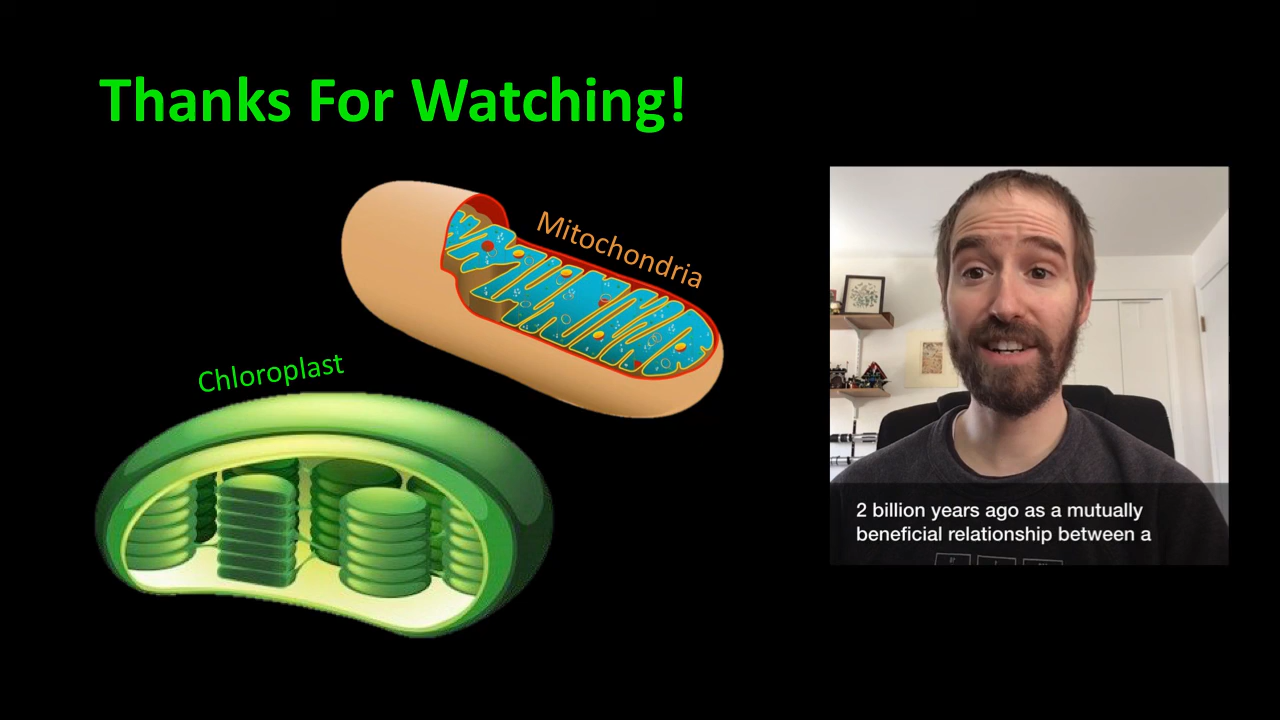 Thanks For Watching!
Mitochondria
Chloroplast
2 billion years ago as a mutually
beneficial relationship between a